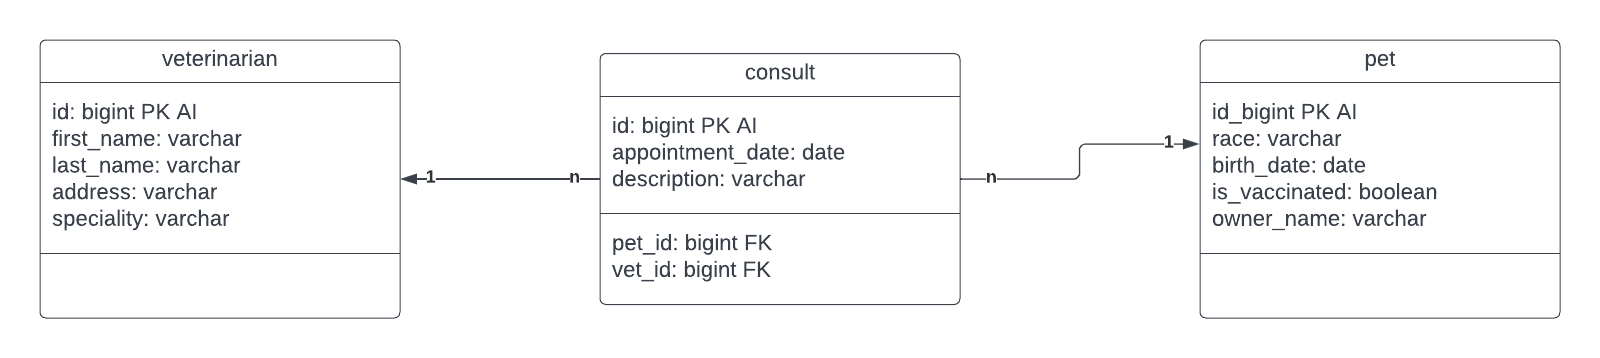 veterinarian
id: bigint PK AI
first_name: varchar
last_name: varchar
address: varchar
speciality: varchar
1
n
consult
id: bigint PK AI
appointment_date: date
description: varchar
pet_id: bigint FK
vet_id: bigint FK
n
1
pet
id_bigint PK AI
race: varchar
birth_date: date
is_vaccinated: boolean
owner_name: varchar